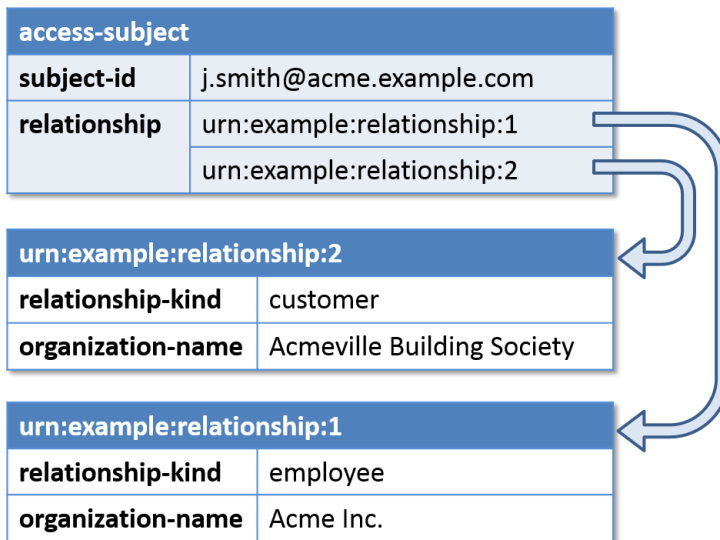 access-subject
subject-id j.smith@acme.example.com
relationship urn:example:relationship:1
urn:example:relationship:2
urn:example:relationship:2
relationship-kind customer
organization-name Acmeville Building Society
urn:example:relationship:1
relationship-kind employee
organization-name Acme Inc.